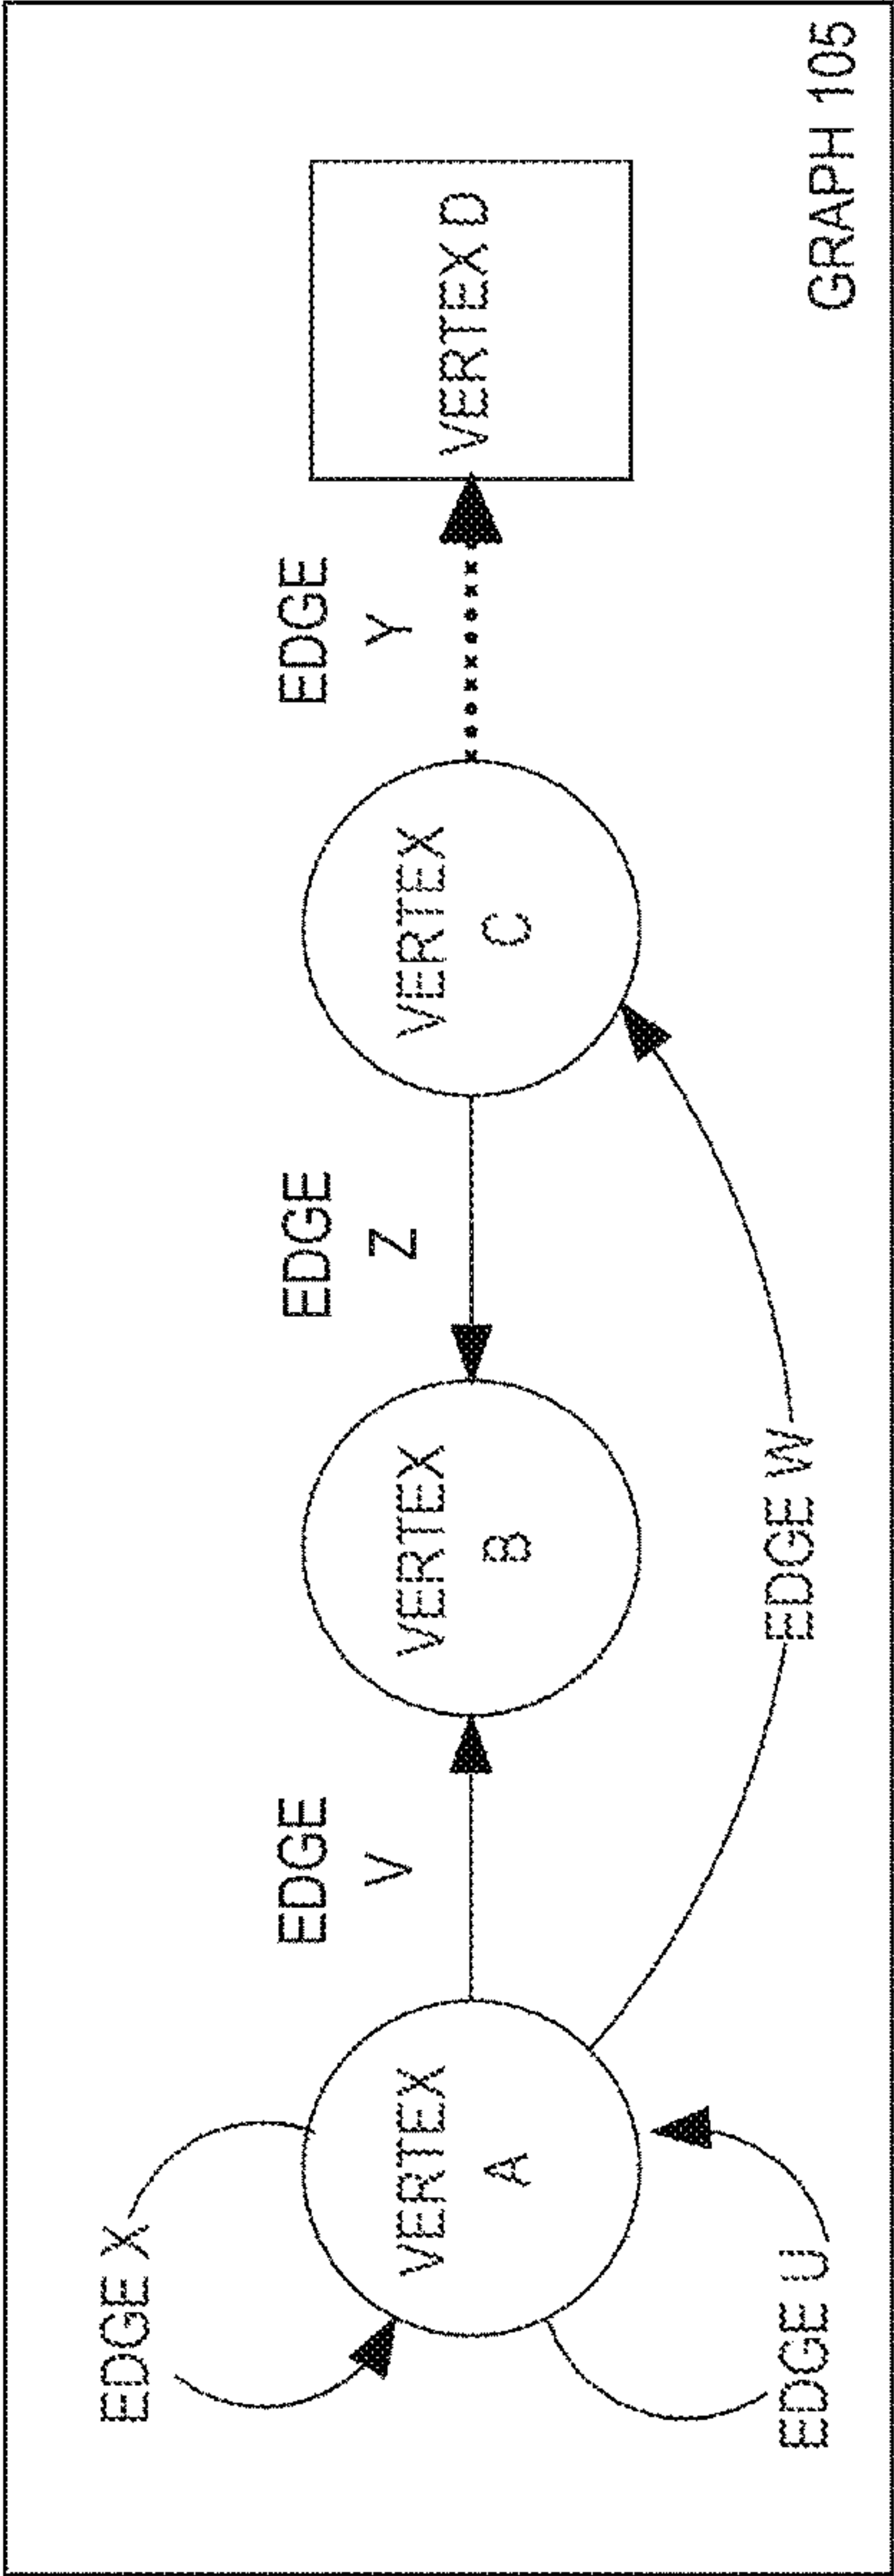 EDGE X
EDGE U
VERTEX
A
EDGE
V
VERTEX
B
EDGE W
EDGE
Z
VERTEX
C
EDGE
Y
VERTEX D
GRAPH 105